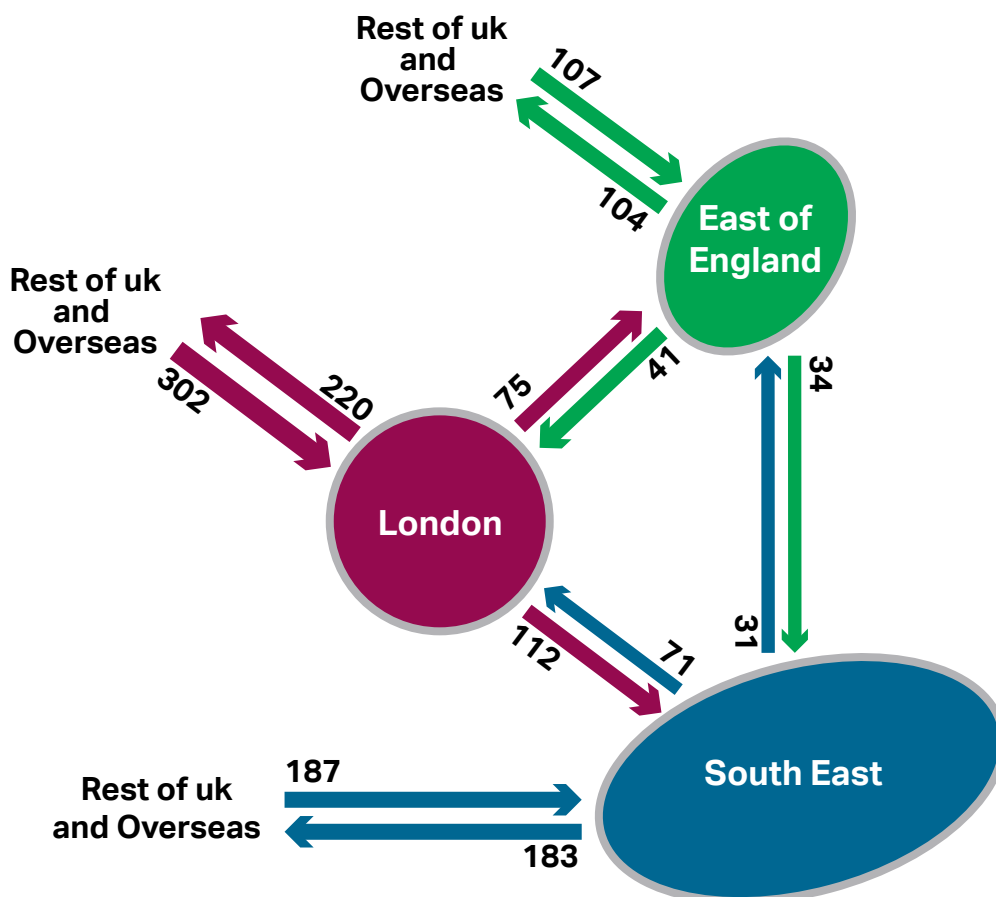 Rest of uk
and
Overseas
107
104
East of
England
Rest of uk
and
Overseas
302
220
75
41
34
London
112
71
31
South East
187
Rest of uk
and Overseas
183